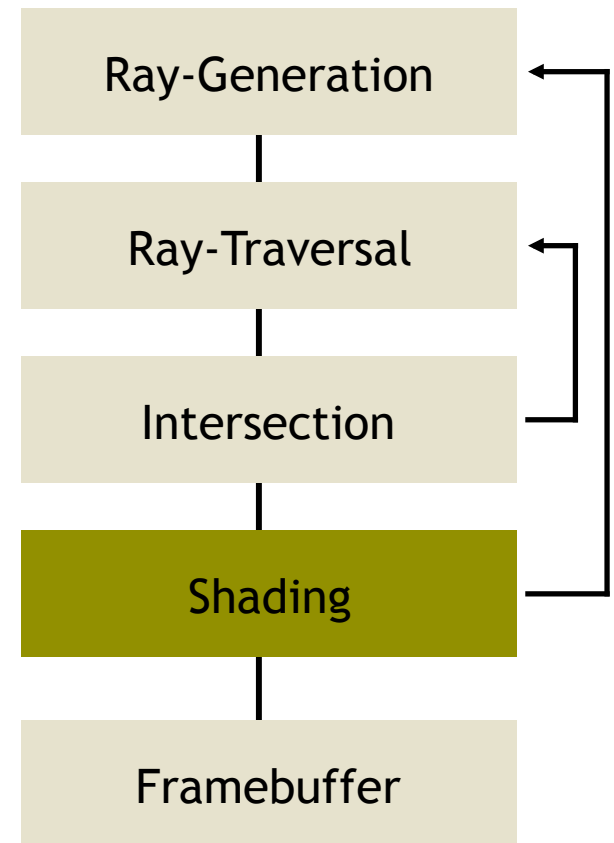 Ray-Generation
Ray-Traversal
Intersection
Shading
Framebuffer